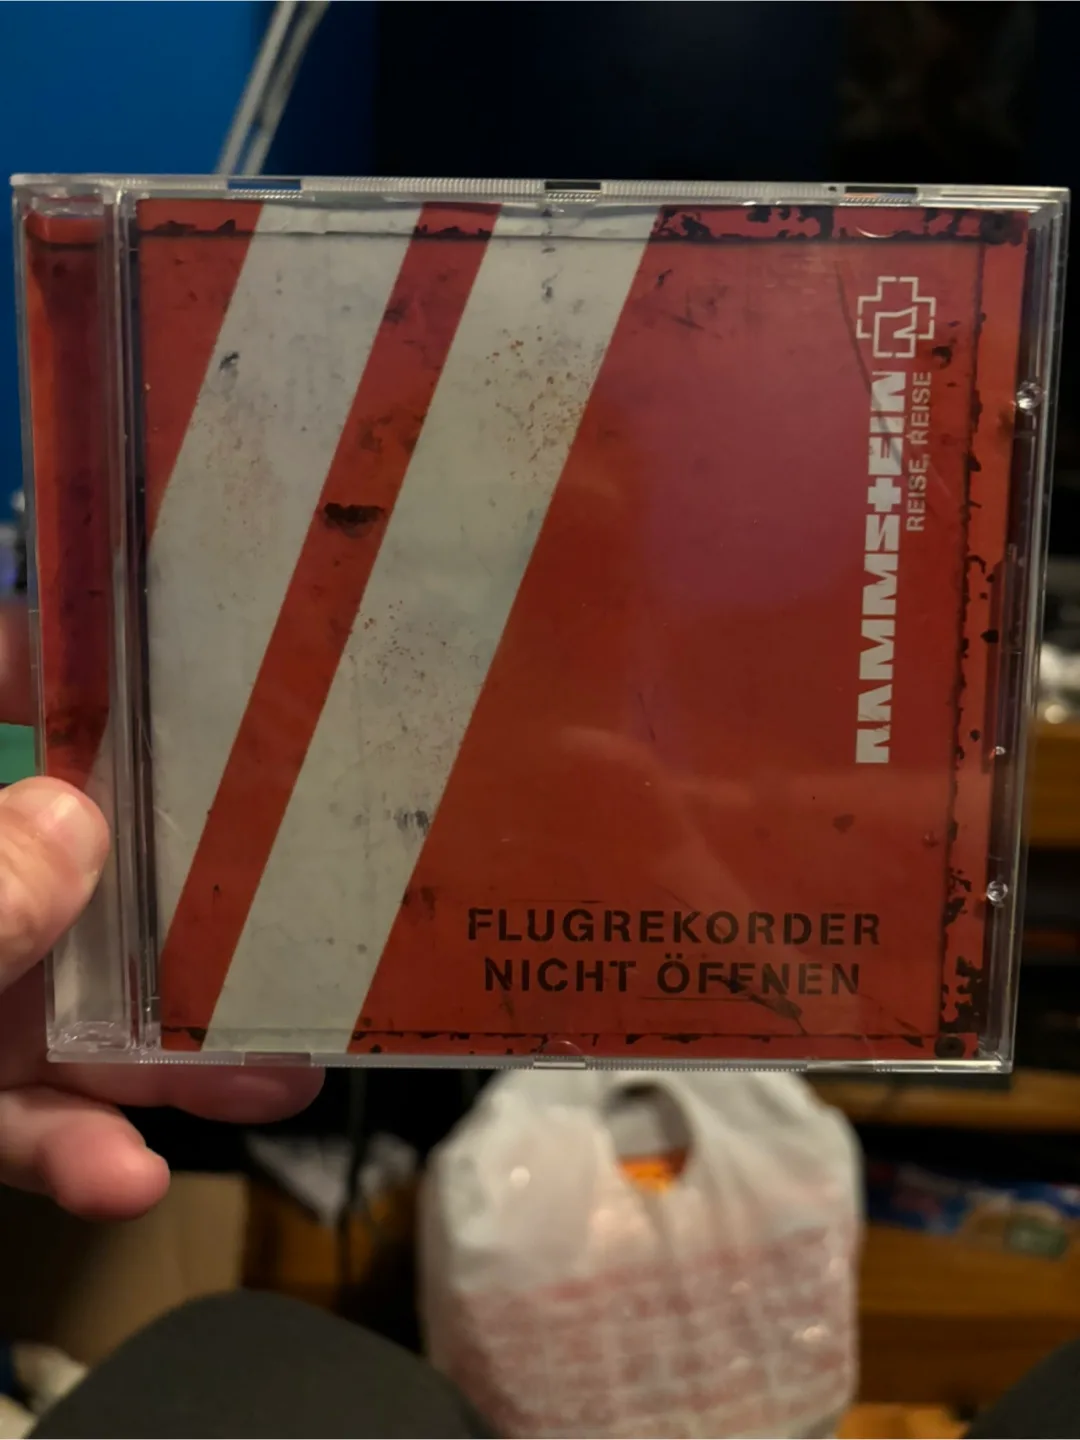 RAMMSTEIN
REISE, REISE
FLUGREKORDER
NICHT ÖFFNEN